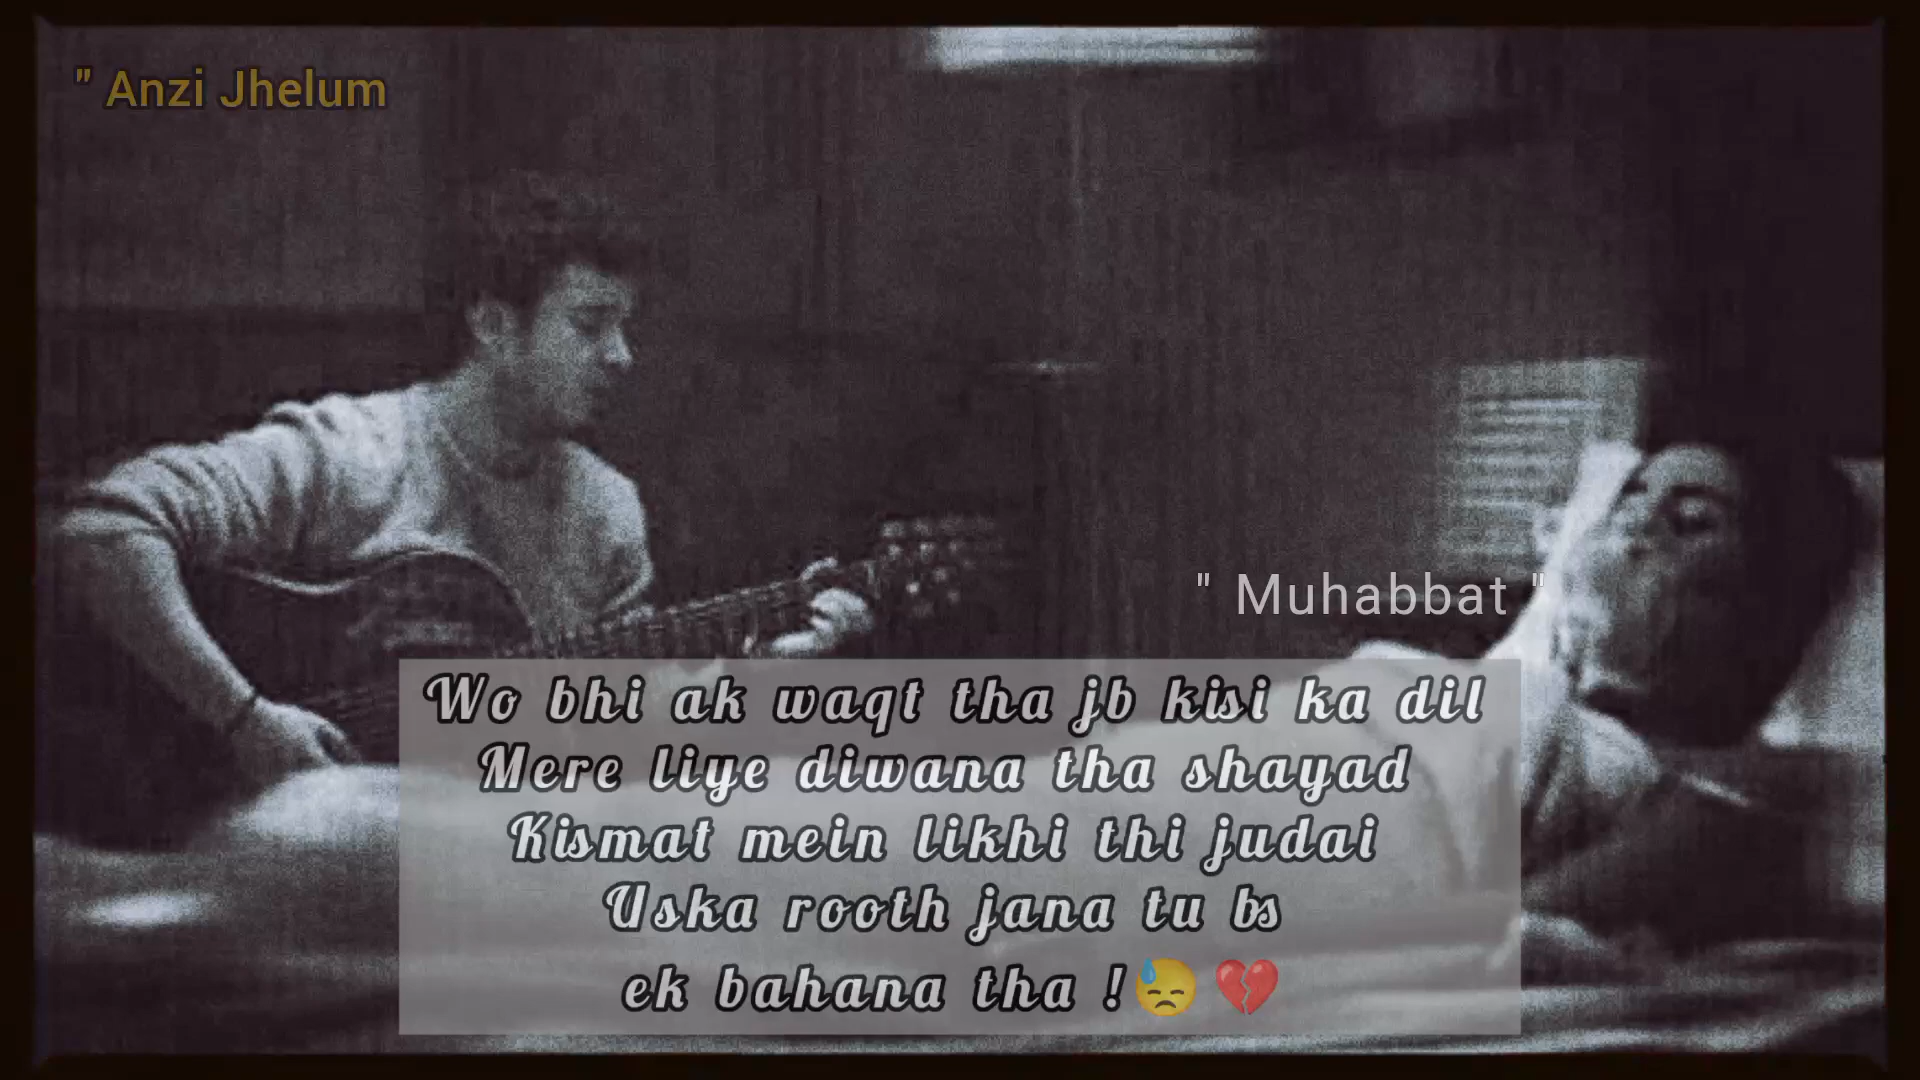 " Anzi Jhelum
" Muhabbat "
Wo bhi ak waqt tha jb kisi ka dil
Mere liye diwana tha shayad
Kismat mein likhi thi judai
Uska rooth jana tu bs
ek bahana tha !😓💔